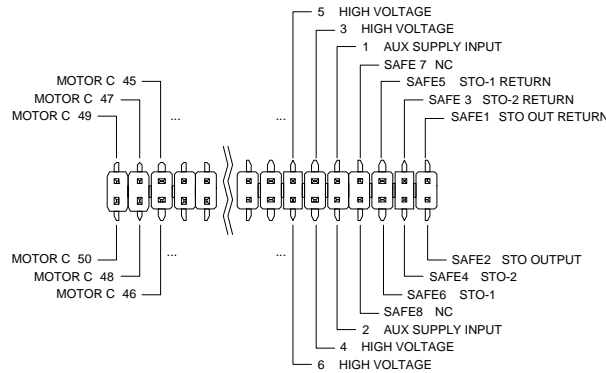 5 HIGH VOLTAGE
3 HIGH VOLTAGE
1 AUX SUPPLY INPUT
SAFE 7 NC
MOTOR C 45
SAFE5 STO-1 RETURN
MOTOR C 47
SAFE 3 STO-2 RETURN
MOTOR C 49
...
...
SAFE1 STO OUT RETURN
MOTOR C 50
...
...
SAFE2 STO OUTPUT
MOTOR C 48
SAFE4 STO-2
MOTOR C 46
SAFE6 STO-1
SAFE8 NC
2 AUX SUPPLY INPUT
4 HIGH VOLTAGE
6 HIGH VOLTAGE